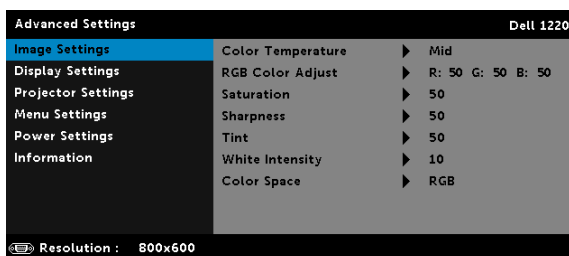 Advanced Settings Dell 1220
Image Settings
Display Settings
Projector Settings
Menu Settings
Power Settings
Information
Color Temperature Mid
RGB Color Adjust R: 50 G: 50 B: 50
Saturation 50
Sharpness 50
Tint 50
White Intensity 10
Color Space RGB
Resolution : 800x600